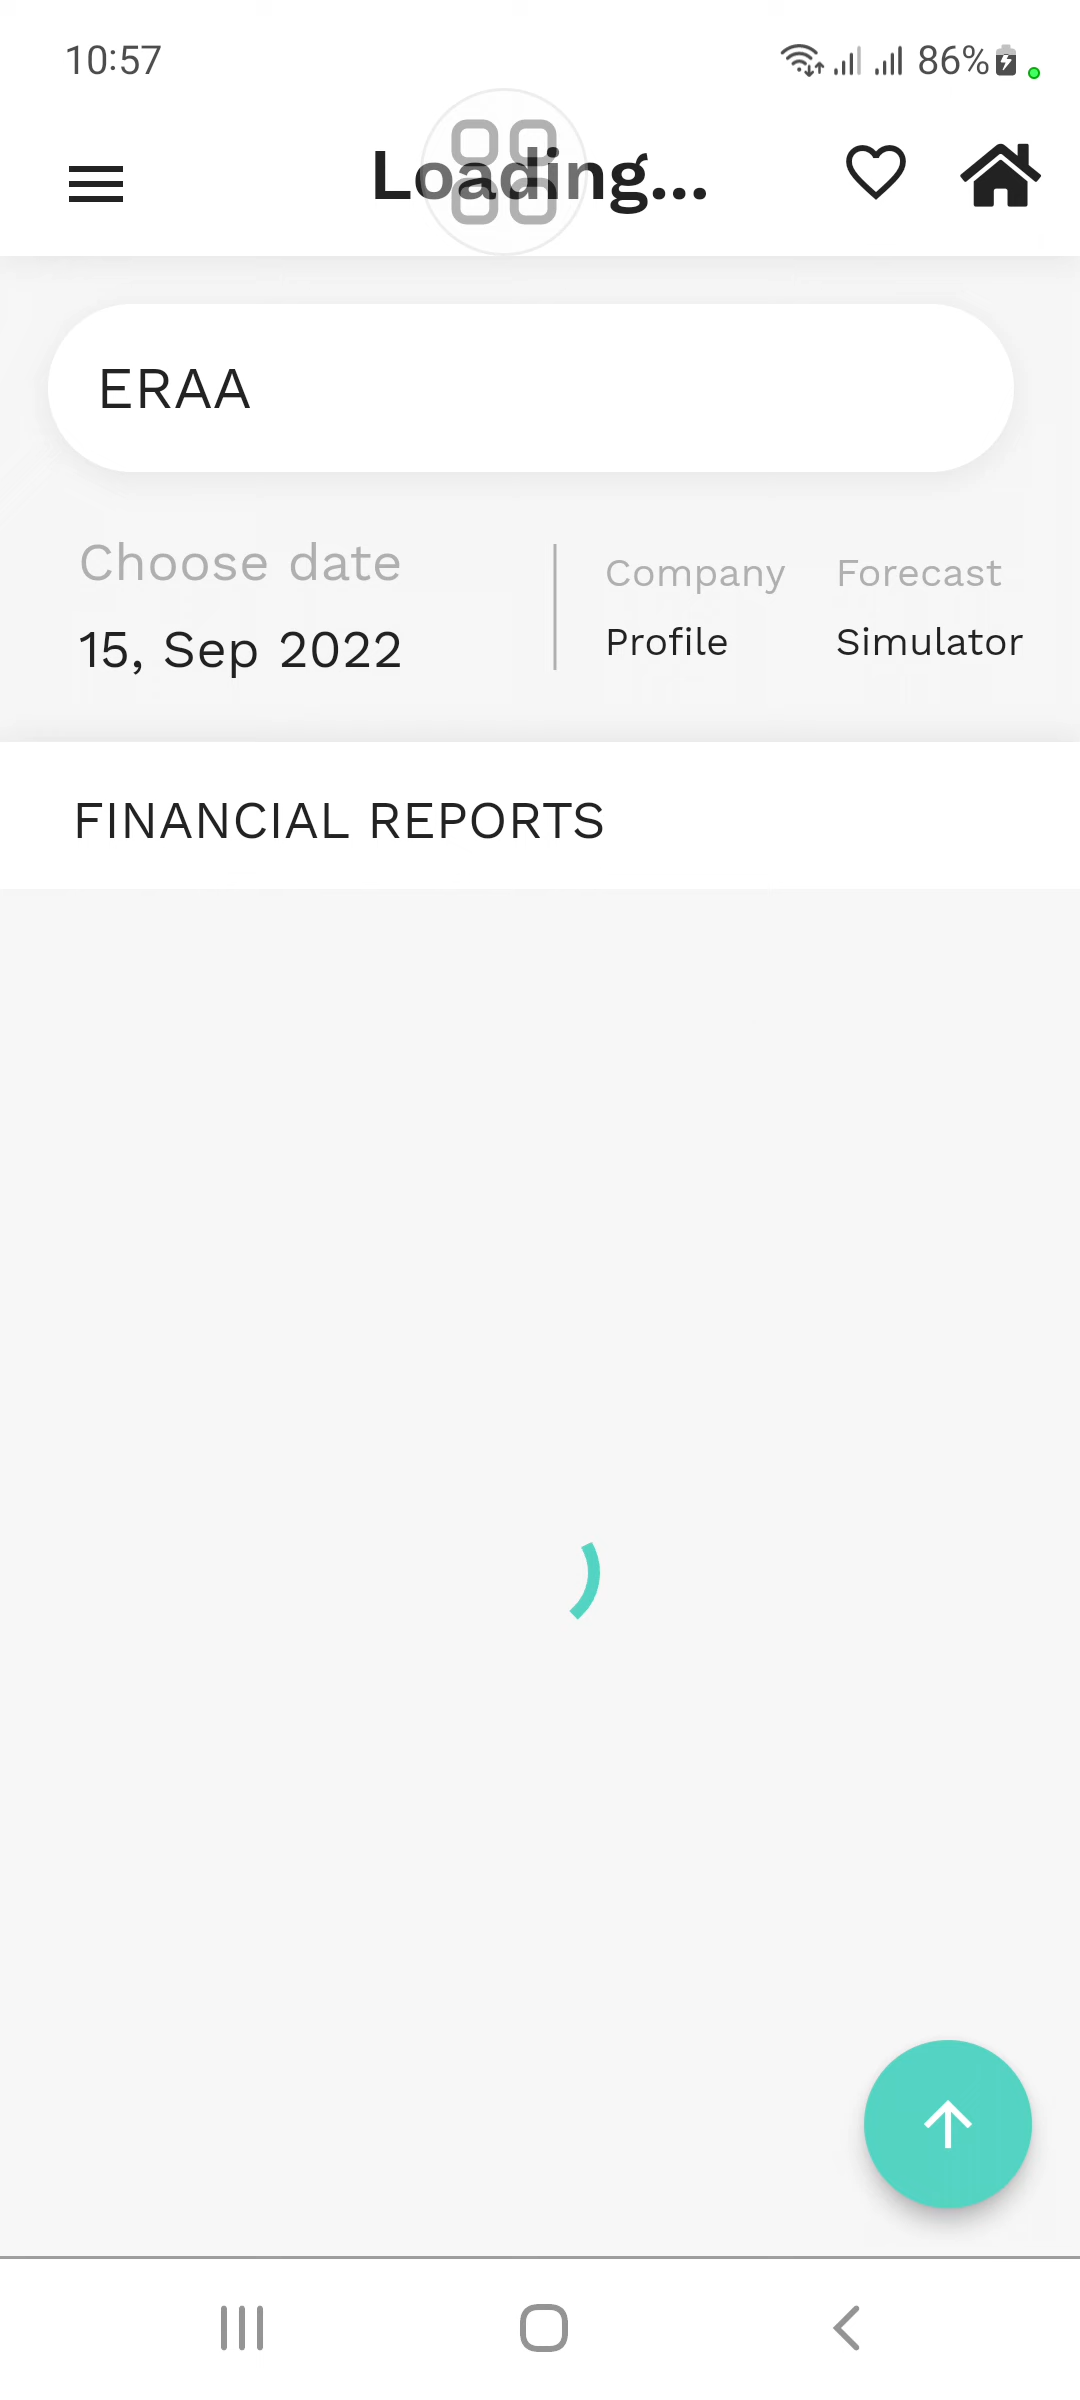 10:57
86%
Loading...
ERAA
Choose date
15, Sep 2022
Company
Profile
Forecast
Simulator
FINANCIAL REPORTS